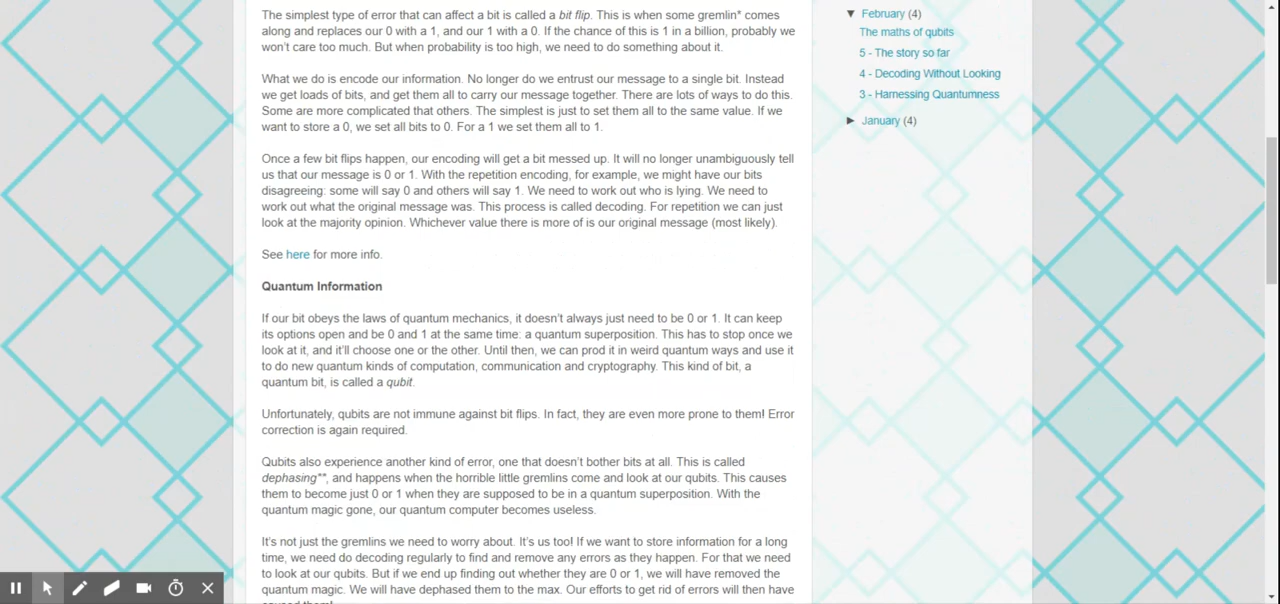 The simplest type of error that can affect a bit is called a bit flip. This is when some gremlin* comes
along and replaces our 0 with a 1, and our 1 with a 0. If the chance of this is 1 in a billion, probably we
won't care too much. But when probability is too high, we need to do something about it.
What we do is encode our information. No longer do we entrust our message to a single bit. Instead
we get loads of bits, and get them all to carry our message together. There are lots of ways to do this.
Some are more complicated that others. The simplest is just to set them all to the same value. If we
want to store a 0, we set all bits to 0. For a 1 we set them all to 1.
Once a few bit flips happen, our encoding will get a bit messed up. It will no longer unambiguously tell
us that our message is 0 or 1. With the repetition encoding, for example, we might have our bits
disagreeing: some will say 0 and others will say 1. We need to work out who is lying. We need to
work out what the original message was. This process is called decoding. For repetition we can just
look at the majority opinion. Whichever value there is more of is our original message (most likely).
See here for more info.
Quantum Information
If our bit obeys the laws of quantum mechanics, it doesn't always just need to be 0 or 1. It can keep
its options open and be 0 and 1 at the same time: a quantum superposition. This has to stop once we
look at it, and it'll choose one or the other. Until then, we can prod it in weird quantum ways and use it
to do new quantum kinds of computation, communication and cryptography. This kind of bit, a
quantum bit, is called a qubit.
Unfortunately, qubits are not immune against bit flips. In fact, they are even more prone to them! Error
correction is again required.
Qubits also experience another kind of error, one that doesn't bother bits at all. This is called
dephasing**, and happens when the horrible little gremlins come and look at our qubits. This causes
them to become just 0 or 1 when they are supposed to be in a quantum superposition. With the
quantum magic gone, our quantum computer becomes useless.
It's not just the gremlins we need to worry about. It's us too! If we want to store information for a long
time, we need do decoding regularly to find and remove any errors as they happen. For that we need
to look at our qubits. But if we end up finding out whether they are 0 or 1, we will have removed the
quantum magic. We will have dephased them to the max. Our efforts to get rid of errors will then have
caused them!
▼ February (4)
The maths of qubits
5 - The story so far
4 - Decoding Without Looking
3 - Harnessing Quantumness
► January (4)